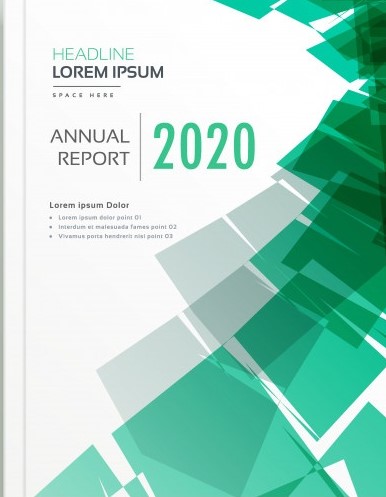 HEADLINE
LOREM IPSUM
SPACE HERE
ANNUAL
REPORT
2020
Lorem ipsum Dolor
• Lorem ipsum dolor point 01
• Interdum et malesuada fames point 02
• Vivamus porta hendrerit nisi point 03